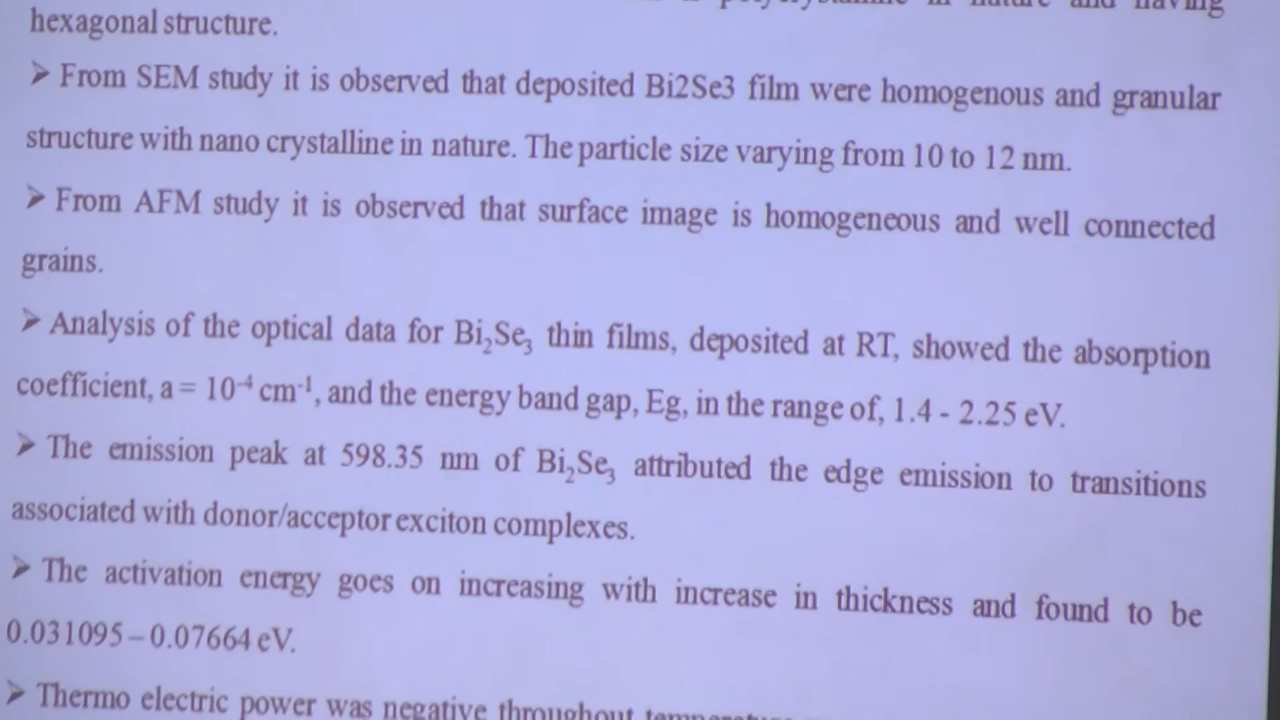 polycrystalline in nature and having
hexagonal structure.
➢ From SEM study it is observed that deposited Bi2Se3 film were homogenous and granular
structure with nano crystalline in nature. The particle size varying from 10 to 12 nm.
➢ From AFM study it is observed that surface image is homogeneous and well connected
grains.
➢ Analysis of the optical data for Bi₂Se₃ thin films, deposited at RT, showed the absorption
coefficient, a = 10⁻⁴ cm⁻¹, and the energy band gap, Eg, in the range of, 1.4 - 2.25 eV.
➢ The emission peak at 598.35 nm of Bi₂Se₃ attributed the edge emission to transitions
associated with donor/acceptor exciton complexes.
➢ The activation energy goes on increasing with increase in thickness and found to be
0.031095 – 0.07664 eV.
➢ Thermo electric power was negative throughout temperature